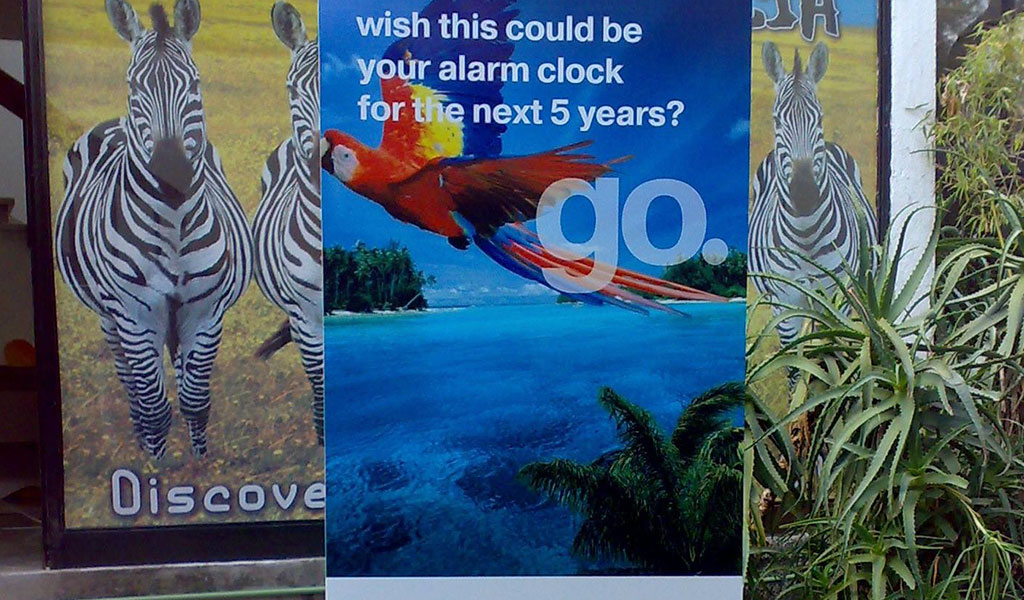 wish this could be
your alarm clock
for the next 5 years?
go.
Discove